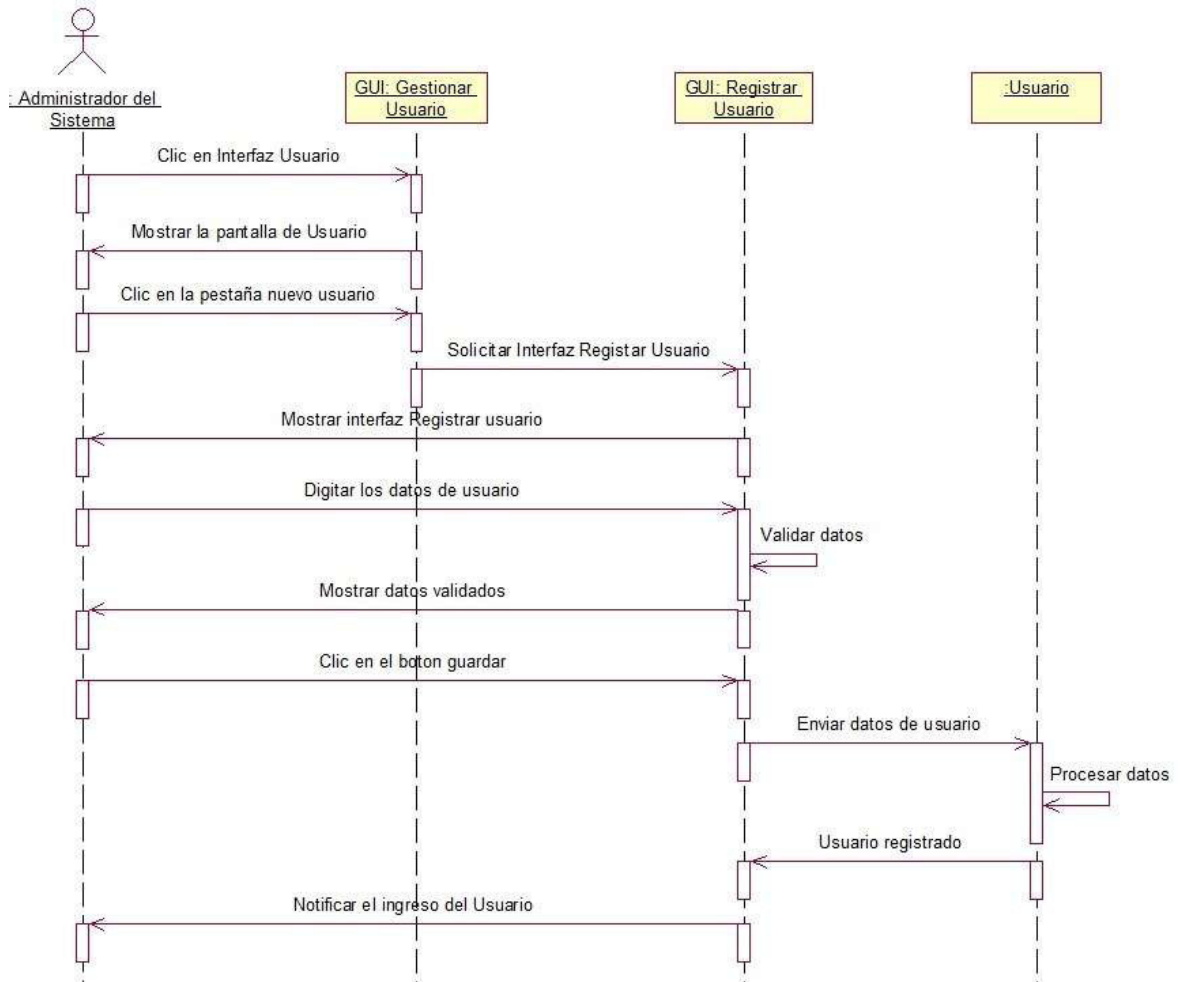 : Administrador del
Sistema
GUI: Gestionar
Usuario
GUI: Registrar
Usuario
:Usuario
Clic en Interfaz Usuario
Mostrar la pantalla de Usuario
Clic en la pestaña nuevo usuario
Solicitar Interfaz Registar Usuario
Mostrar interfaz Registrar usuario
Digitar los datos de usuario
Validar datos
Mostrar datos validados
Clic en el boton guardar
Enviar datos de usuario
Procesar datos
Usuario registrado
Notificar el ingreso del Usuario